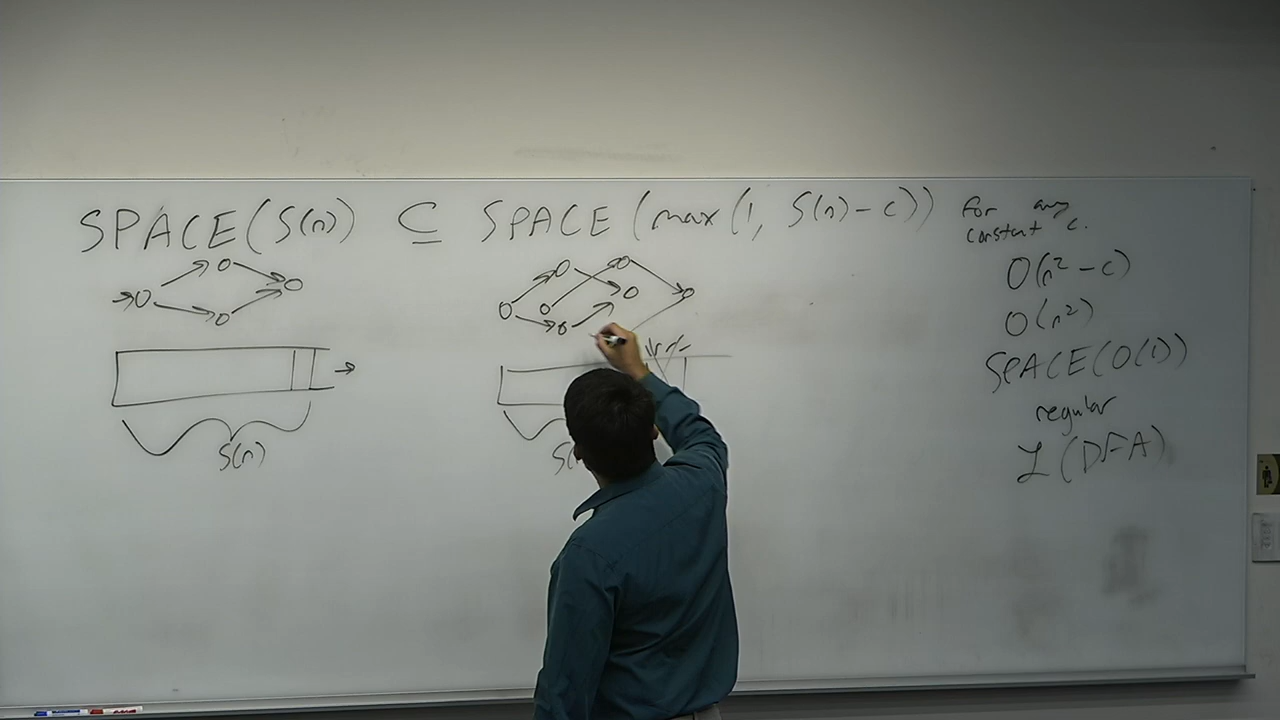 SPACE(S(n)) ⊆ SPACE(max(1, S(n)-c)) for any
constant c.
O(n²-c)
O(n²)
SPACE(O(1))
regular
L(DFA)
S(n)